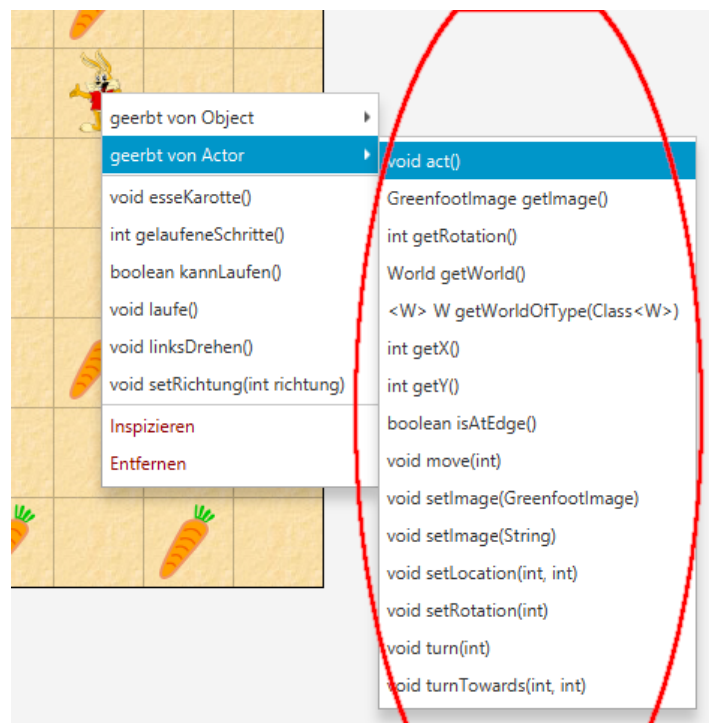 geerbt von Object
geerbt von Actor
void esseKarotte()
int gelaufeneSchritte()
boolean kannLaufen()
void laufe()
void linksDrehen()
void setRichtung(int richtung)
Inspizieren
Entfernen
void act()
GreenfootImage getImage()
int getRotation()
World getWorld()
<W> W getWorldOfType(Class<W>)
int getX()
int getY()
boolean isAtEdge()
void move(int)
void setImage(GreenfootImage)
void setImage(String)
void setLocation(int, int)
void setRotation(int)
void turn(int)
void turnTowards(int, int)